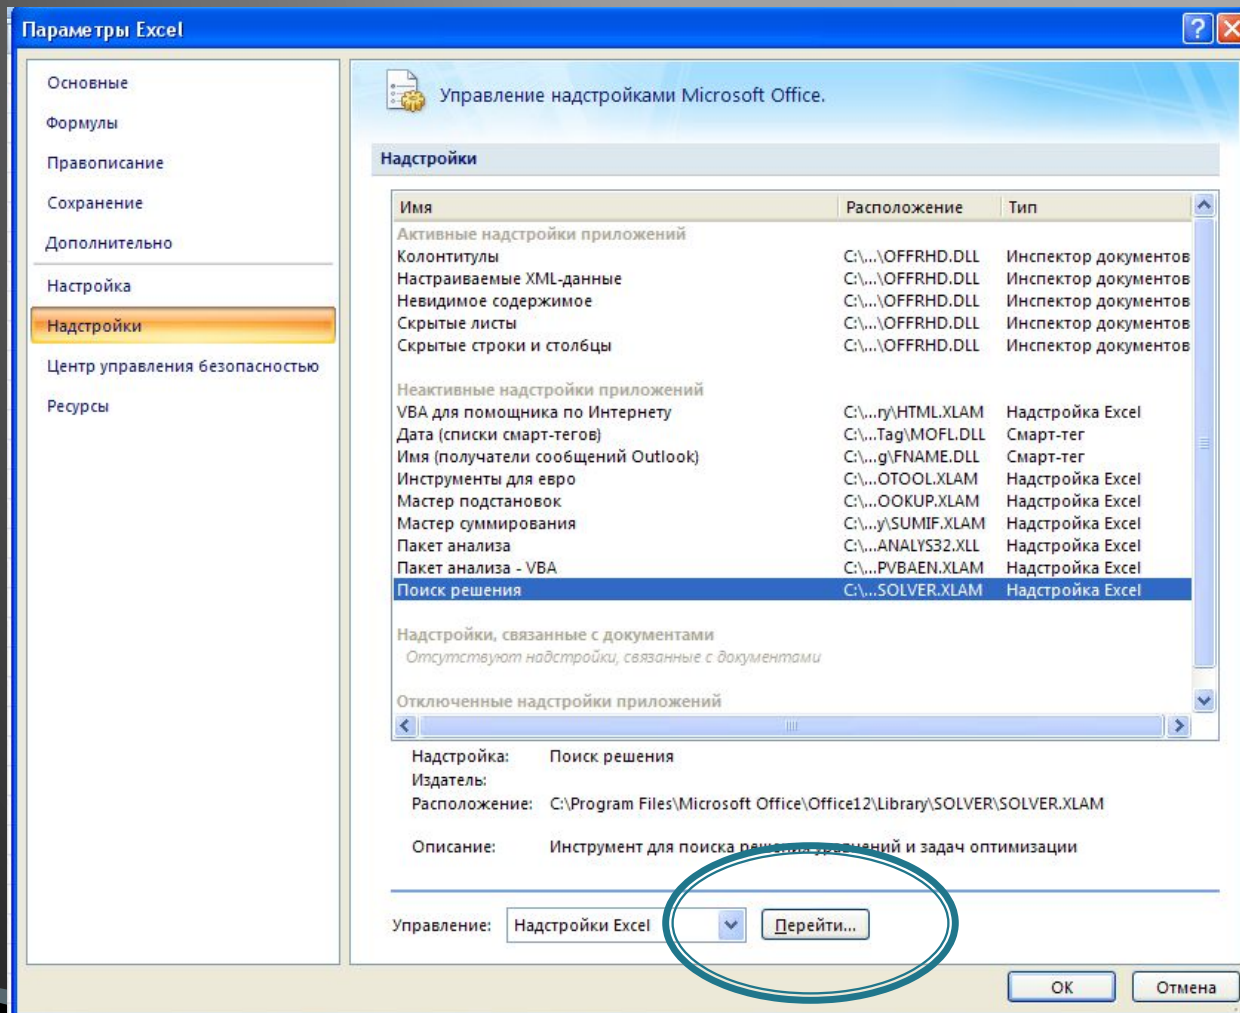 Параметры Excel
Основные
Формулы
Правописание
Сохранение
Дополнительно
Настройка
Надстройки
Центр управления безопасностью
Ресурсы
Управление надстройками Microsoft Office.
Надстройки
Имя Расположение Тип
Активные надстройки приложений
Колонтитулы C:\...\OFFRHD.DLL Инспектор документов
Настраиваемые XML-данные C:\...\OFFRHD.DLL Инспектор документов
Невидимое содержимое C:\...\OFFRHD.DLL Инспектор документов
Скрытые листы C:\...\OFFRHD.DLL Инспектор документов
Скрытые строки и столбцы C:\...\OFFRHD.DLL Инспектор документов
Неактивные надстройки приложений
VBA для помощника по Интернету C:\...ry\HTML.XLAM Надстройка Excel
Дата (списки смарт-тегов) C:\...Tag\MOFL.DLL Смарт-тег
Имя (получатели сообщений Outlook) C:\...g\FNAME.DLL Смарт-тег
Инструменты для евро C:\...OTOOL.XLAM Надстройка Excel
Мастер подстановок C:\...OOKUP.XLAM Надстройка Excel
Мастер суммирования C:\...y\SUMIF.XLAM Надстройка Excel
Пакет анализа C:\...ANALYS32.XLL Надстройка Excel
Пакет анализа - VBA C:\...PVBAEN.XLAM Надстройка Excel
Поиск решения C:\...SOLVER.XLAM Надстройка Excel
Надстройки, связанные с документами
Отсутствуют надстройки, связанные с документами
Отключенные надстройки приложений
Надстройка: Поиск решения
Издатель:
Расположение: C:\Program Files\Microsoft Office\Office12\Library\SOLVER\SOLVER.XLAM
Описание: Инструмент для поиска решения уравнений и задач оптимизации
Управление: Надстройки Excel Перейти...
ОК Отмена